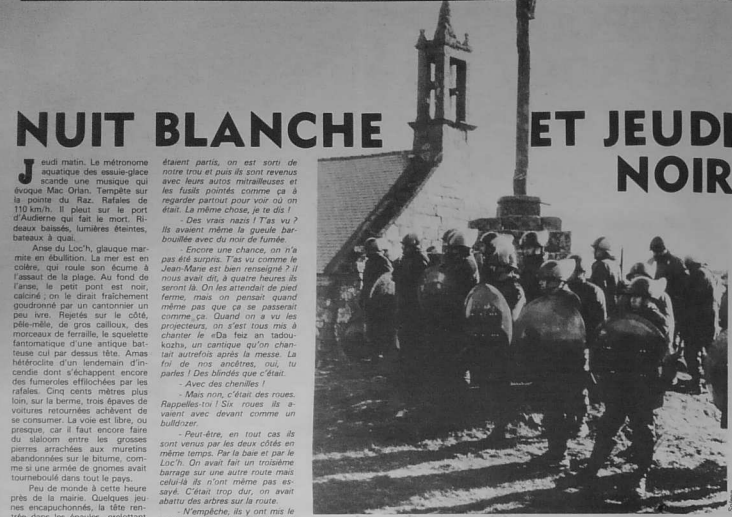 NUIT BLANCHE ET JEUDI
NOIR
Jeudi matin. Le métronome
aquatique des essuie-glace
scande une musique qui
évoque Mac Orlan. Tempête sur
la pointe du Raz. Rafales de
110 km/h. Il pleut sur le port
d'Audierne qui fait le mort. Ri-
deaux baissés, lumières éteintes,
bateaux à quai.
Anse du Loc'h, glauque mar-
mite en ébullition. La mer est en
colère, qui roule son écume à
l'assaut de la plage. Au fond de
l'anse, le petit pont est noir,
calciné ; on le dirait fraîchement
goudronné par un cantonnier un
peu ivre. Rejetés sur le côté,
pêle-mêle, de gros cailloux, des
morceaux de ferraille, le squelette
fantomatique d'une antique bat-
teuse cul par dessus tête. Amas
hétéroclite d'un lendemain d'in-
cendie dont s'échappent encore
des fumeroles effilochées par les
rafales. Cinq cents mètres plus
loin, sur la berme, trois épaves de
voitures retournées achèvent de
se consumer. La voie est libre, ou
presque, car il faut encore faire
du slaloom entre les grosses
pierres arrachées aux muretins
abandonnées sur le bitume, com-
me si une armée de gnomes avait
tourneboulé dans tout le pays.
Peu de monde à cette heure
près de la mairie. Quelques jeu-
nes encapuchonnés, la tête ren-
étaient partis, on est sorti de
notre trou et puis ils sont revenus
avec leurs autos mitrailleuses et
les fusils pointés comme ça à
regarder partout pour voir où on
était. La même chose, je te dis !
- Des vrais nazis ! T'as vu ?
Ils avaient même la gueule bar-
bouillée avec du noir de fumée.
- Encore une chance, on n'a
pas été surpris. T'as vu comme le
Jean-Marie est bien renseigné ? il
nous avait dit, à quatre heures ils
seront là. On les attendait de pied
ferme, mais on pensait quand
même pas que ça se passerait
comme ça. Quand on a vu les
projecteurs, on s'est tous mis à
chanter le «Da feiz an tadou-
kozh», un cantique qu'on chan-
tait autrefois après la messe. La
foi de nos ancêtres, oui, tu
parles ! Des blindés que c'était.
- Avec des chenilles !
- Mais non, c'était des roues.
Rappelles-toi ! Six roues ils a-
vaient avec devant comme un
bulldozer.
- Peut-être, en tout cas ils
sont venus par les deux côtés en
même temps. Par la baie et par le
Loc'h. On avait fait un troisième
barrage sur une autre route mais
celui-là ils n'ont même pas es-
sayé. C'était trop dur, on avait
abattu des arbres sur la route.
- N'empêche, ils y ont mis le